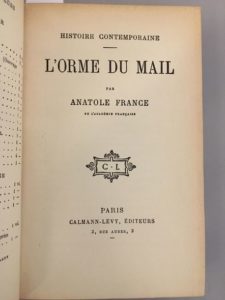 HISTOIRE CONTEMPORAINE
L'ORME DU MAIL
PAR
ANATOLE FRANCE
DE L'ACADÉMIE FRANÇAISE
C·L
PARIS
CALMANN-LÉVY, ÉDITEURS
3, RUE AUBER, 3